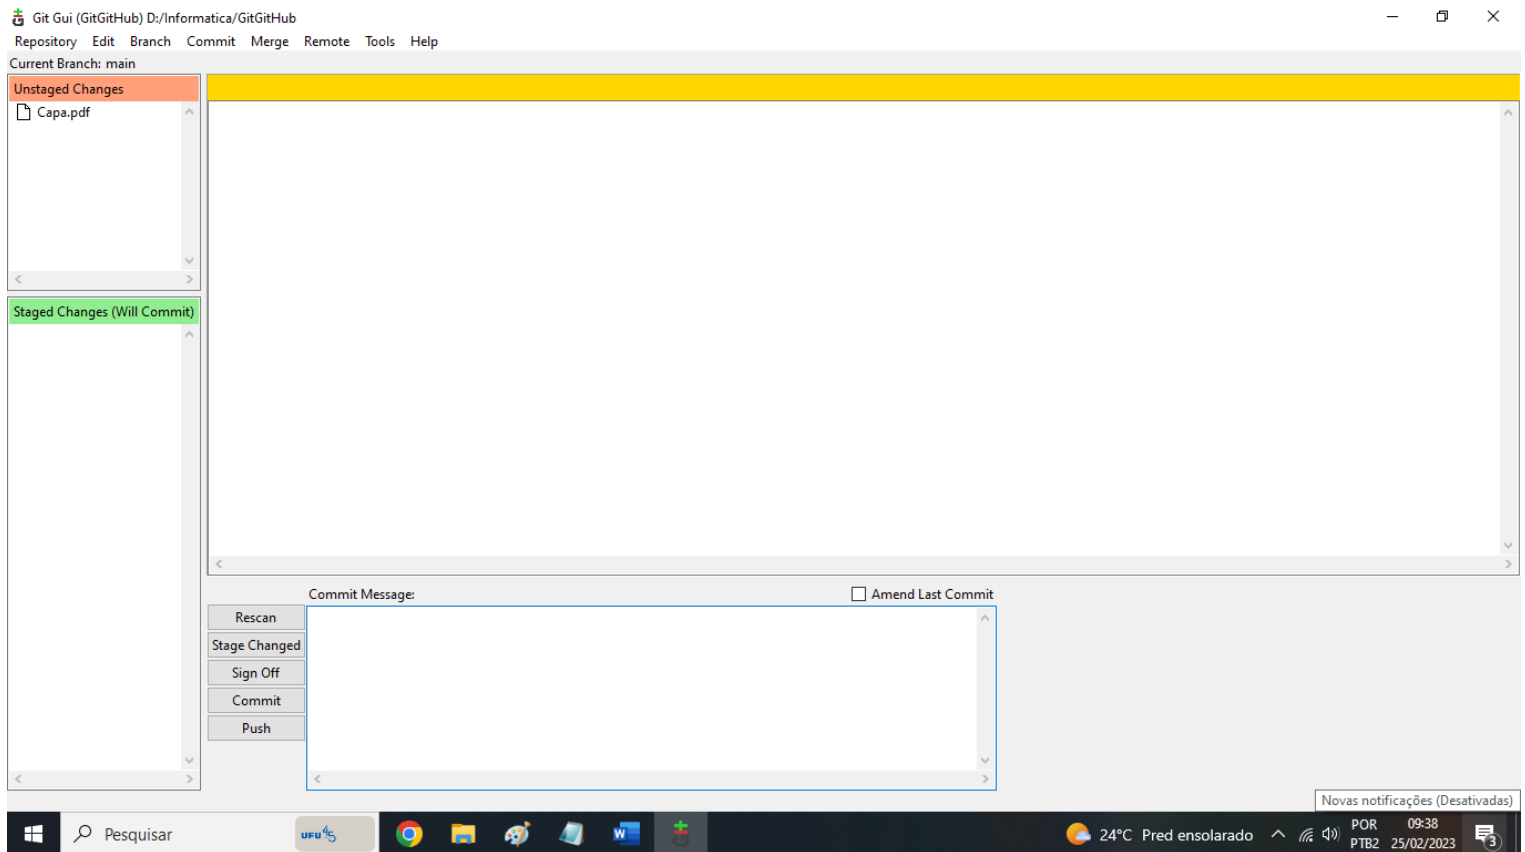 Git Gui (GitGitHub) D:/Informatica/GitGitHub
Repository Edit Branch Commit Merge Remote Tools Help
Current Branch: main
Unstaged Changes
Capa.pdf
Staged Changes (Will Commit)
Commit Message:
Amend Last Commit
Rescan
Stage Changed
Sign Off
Commit
Push
Novas notificações (Desativadas)
Pesquisar
UFU 45
24°C Pred ensolarado
POR
PTB2
09:38
25/02/2023
3